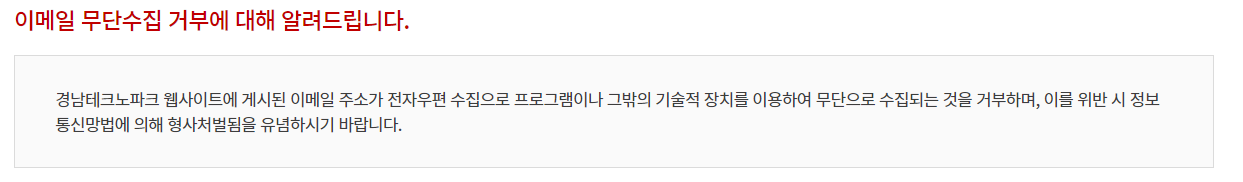 이메일 무단수집 거부에 대해 알려드립니다.
경남테크노파크 웹사이트에 게시된 이메일 주소가 전자우편 수집으로 프로그램이나 그밖의 기술적 장치를 이용하여 무단으로 수집되는 것을 거부하며, 이를 위반 시 정보
통신망법에 의해 형사처벌됨을 유념하시기 바랍니다.